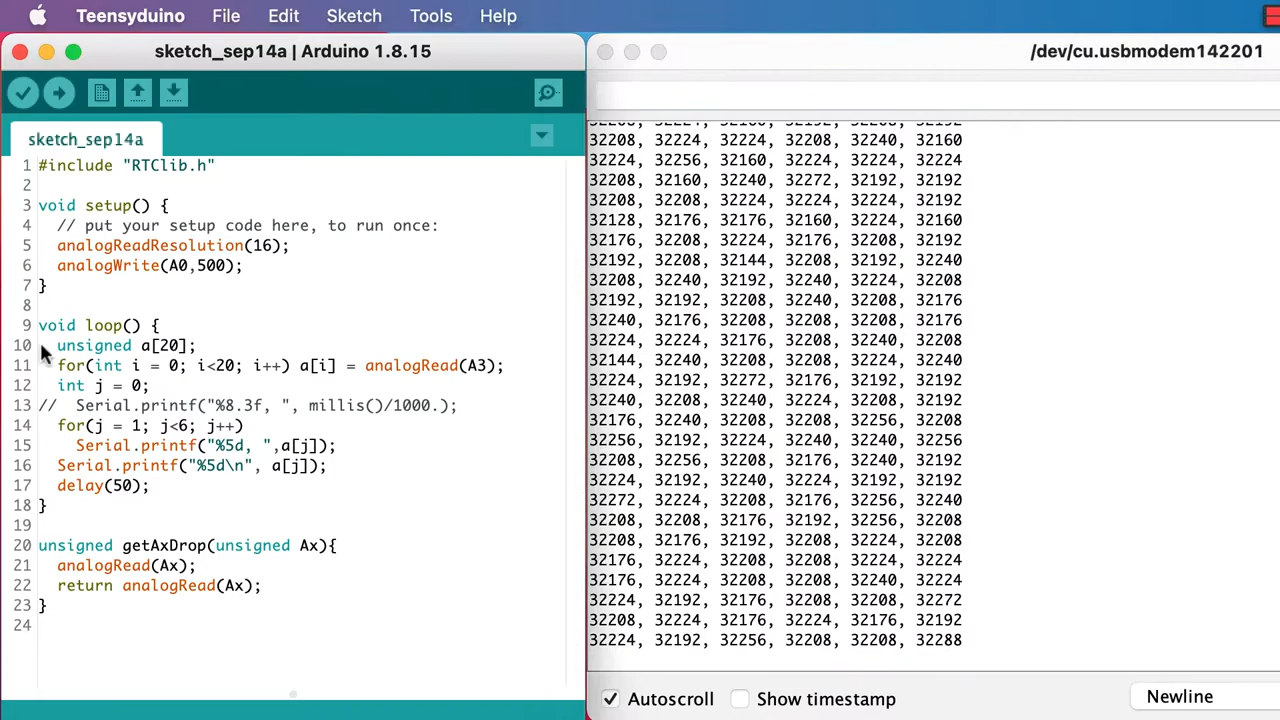 Teensyduino File Edit Sketch Tools Help
sketch_sep14a | Arduino 1.8.15
sketch_sep14a
1 #include "RTClib.h"
2
3 void setup() {
4 // put your setup code here, to run once:
5 analogReadResolution(16);
6 analogWrite(A0,500);
7 }
8
9 void loop() {
10 unsigned a[20];
11 for(int i = 0; i<20; i++) a[i] = analogRead(A3);
12 int j = 0;
13 // Serial.printf("%8.3f, ", millis()/1000.);
14 for(j = 1; j<6; j++)
15 Serial.printf("%5d, ",a[j]);
16 Serial.printf("%5d\n", a[j]);
17 delay(50);
18 }
19
20 unsigned getAxDrop(unsigned Ax){
21 analogRead(Ax);
22 return analogRead(Ax);
23 }
24
/dev/cu.usbmodem142201
32208, 32224, 32224, 32208, 32240, 32160
32224, 32256, 32160, 32224, 32224, 32224
32208, 32160, 32240, 32272, 32192, 32192
32208, 32208, 32224, 32224, 32224, 32192
32128, 32176, 32176, 32160, 32224, 32160
32176, 32208, 32224, 32176, 32208, 32192
32192, 32208, 32144, 32208, 32192, 32240
32208, 32240, 32192, 32240, 32224, 32208
32192, 32192, 32208, 32240, 32208, 32176
32240, 32176, 32208, 32208, 32208, 32176
32224, 32224, 32176, 32208, 32240, 32208
32144, 32240, 32208, 32208, 32224, 32240
32224, 32192, 32272, 32176, 32192, 32192
32240, 32208, 32240, 32224, 32208, 32192
32176, 32240, 32208, 32208, 32256, 32208
32256, 32192, 32224, 32240, 32240, 32256
32208, 32256, 32208, 32176, 32240, 32192
32224, 32192, 32240, 32224, 32192, 32192
32272, 32224, 32208, 32176, 32256, 32240
32208, 32208, 32176, 32192, 32256, 32208
32208, 32176, 32192, 32208, 32224, 32208
32176, 32224, 32208, 32208, 32224, 32224
32176, 32224, 32208, 32208, 32240, 32224
32224, 32192, 32176, 32208, 32208, 32272
32208, 32224, 32176, 32224, 32176, 32192
32224, 32192, 32256, 32208, 32208, 32288
Autoscroll Show timestamp Newline